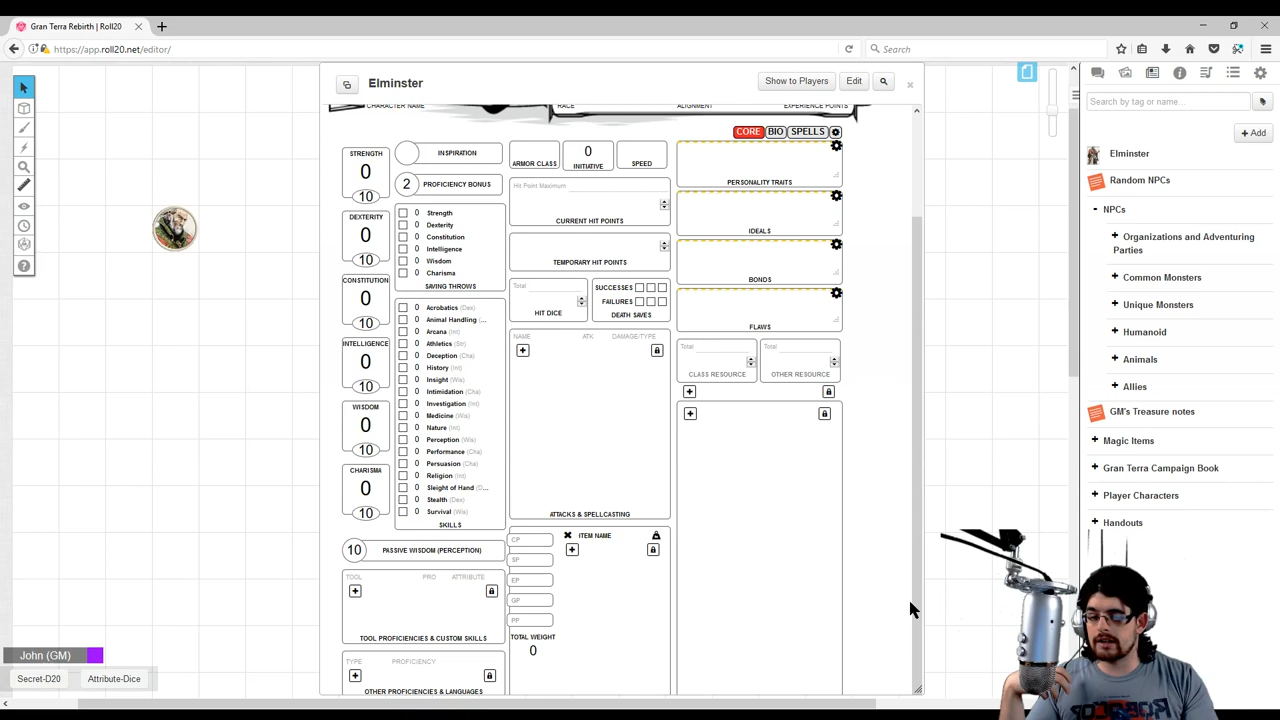 Gran Terra Rebirth | Roll20
https://app.roll20.net/editor/
Search
Elminster
Show to Players
Edit
CHARACTER NAME
RACE
ALIGNMENT
EXPERIENCE POINTS
CORE BIO SPELLS
STRENGTH
0
10
DEXTERITY
0
10
CONSTITUTION
0
10
INTELLIGENCE
0
10
WISDOM
0
10
CHARISMA
0
10
INSPIRATION
2 PROFICIENCY BONUS
0 Strength
0 Dexterity
0 Constitution
0 Intelligence
0 Wisdom
0 Charisma
SAVING THROWS
0 Acrobatics (Dex)
0 Animal Handling (...
0 Arcana (Int)
0 Athletics (Str)
0 Deception (Cha)
0 History (Int)
0 Insight (Wis)
0 Intimidation (Cha)
0 Investigation (Int)
0 Medicine (Wis)
0 Nature (Int)
0 Perception (Wis)
0 Performance (Cha)
0 Persuasion (Cha)
0 Religion (Int)
0 Sleight of Hand (D...
0 Stealth (Dex)
0 Survival (Wis)
SKILLS
10 PASSIVE WISDOM (PERCEPTION)
TOOL PRO ATTRIBUTE
TOOL PROFICIENCIES & CUSTOM SKILLS
TYPE PROFICIENCY
OTHER PROFICIENCIES & LANGUAGES
ARMOR CLASS
0
INITIATIVE
SPEED
Hit Point Maximum
CURRENT HIT POINTS
TEMPORARY HIT POINTS
Total
HIT DICE
SUCCESSES
FAILURES
DEATH SAVES
NAME ATK DAMAGE/TYPE
ATTACKS & SPELLCASTING
CP
SP
EP
GP
PP
TOTAL WEIGHT
0
ITEM NAME
PERSONALITY TRAITS
IDEALS
BONDS
FLAWS
Total
CLASS RESOURCE
Total
OTHER RESOURCE
Search by tag or name...
+ Add
Elminster
Random NPCs
- NPCs
+ Organizations and Adventuring
Parties
+ Common Monsters
+ Unique Monsters
+ Humanoid
+ Animals
+ Allies
GM's Treasure notes
+ Magic Items
+ Gran Terra Campaign Book
+ Player Characters
+ Handouts
John (GM)
Secret-D20
Attribute-Dice